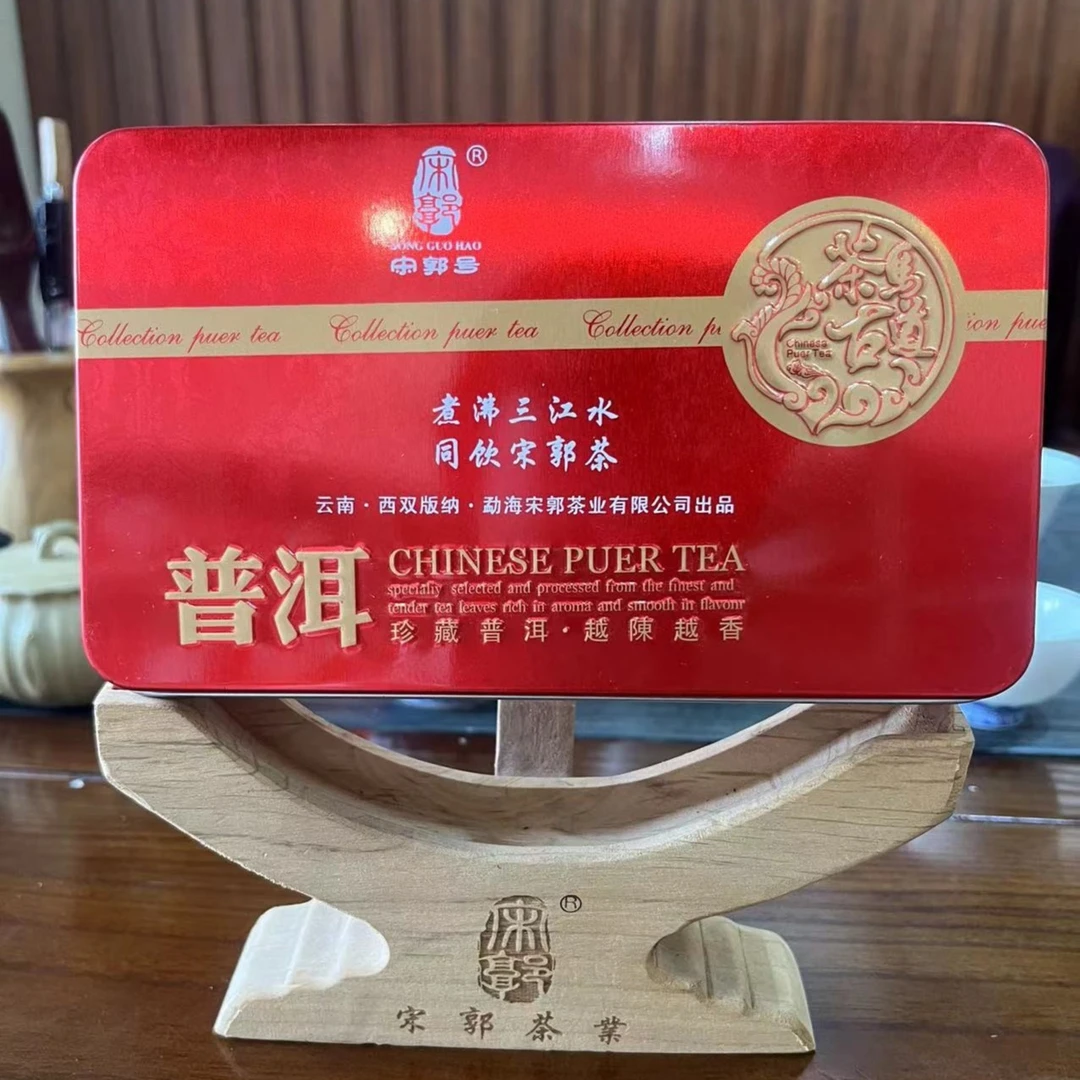 宋郭®
SONG GUO HAO
宋郭号
Collection puer tea Collection puer tea Collection pu
ion pue
茶马古道
Chinese
Puer Tea
煮沸三江水
同饮宋郭茶
云南·西双版纳·勐海宋郭茶业有限公司出品
普洱
CHINESE PUER TEA
specially selected and processed from the finest and
tender tea leaves rich in aroma and smooth in flavour
珍藏普洱·越陳越香
宋郭®
宋郭茶業